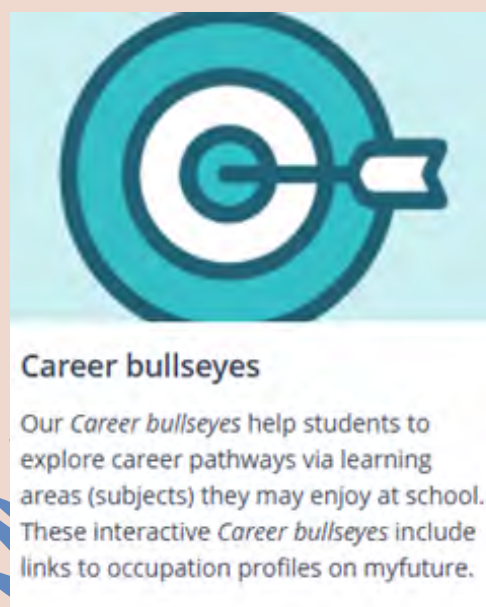 Career bullseyes
Our Career bullseyes help students to
explore career pathways via learning
areas (subjects) they may enjoy at school.
These interactive Career bullseyes include
links to occupation profiles on myfuture.